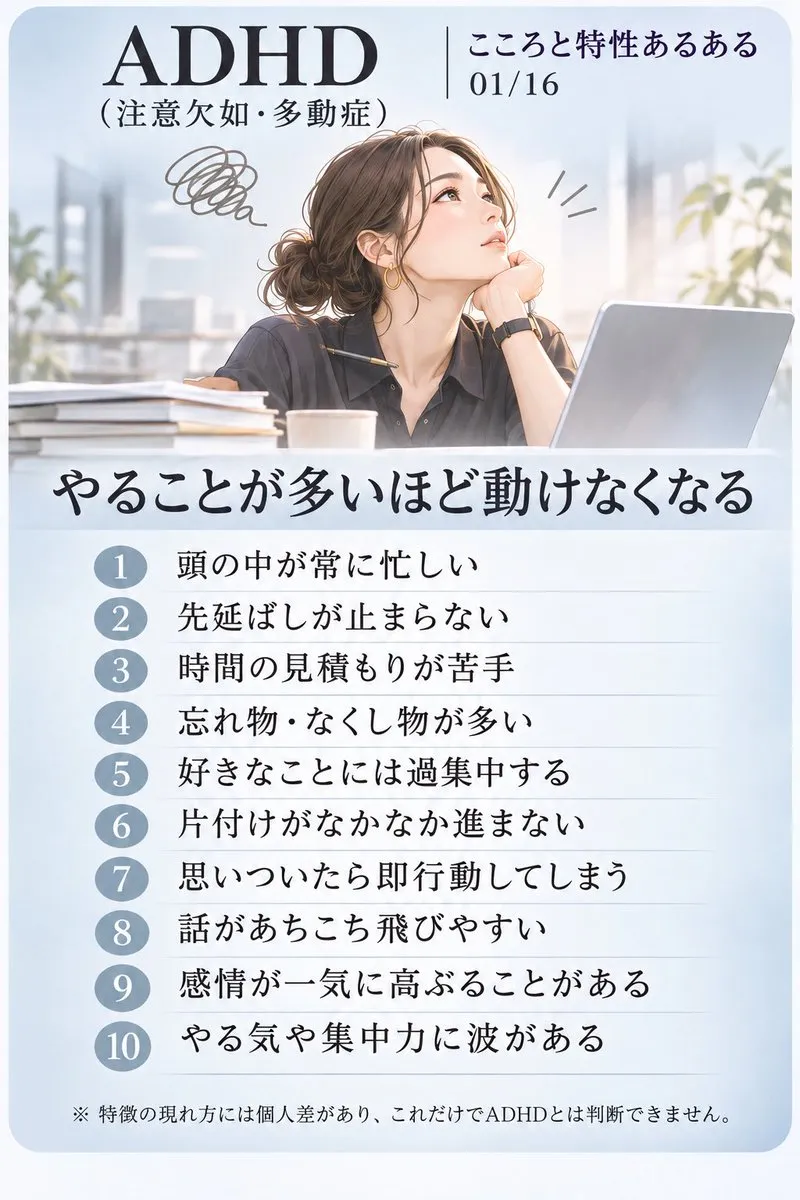 ADHD
（注意欠如・多動症）
こころと特性あるある
01/16
やることが多いほど動けなくなる
1 頭の中が常に忙しい
2 先延ばしが止まらない
3 時間の見積もりが苦手
4 忘れ物・なくし物が多い
5 好きなことには過集中する
6 片付けがなかなか進まない
7 思いついたら即行動してしまう
8 話があちこち飛びやすい
9 感情が一気に高ぶることがある
10 やる気や集中力に波がある
※ 特徴の現れ方には個人差があり、これだけでADHDとは判断できません。